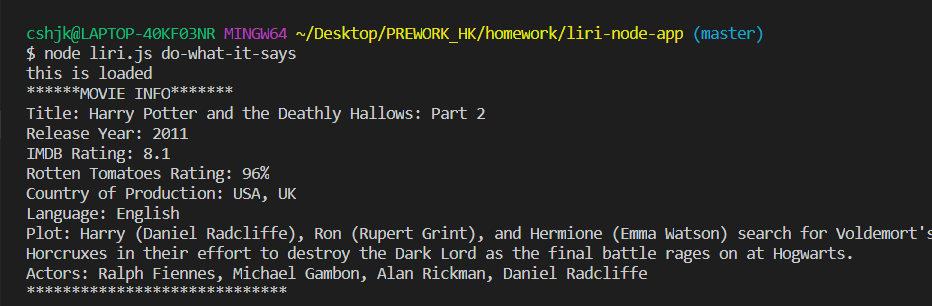 cshjk@LAPTOP-40KF03NR MINGW64 ~/Desktop/PREWORK_HK/homework/liri-node-app (master)
$ node liri.js do-what-it-says
this is loaded
******MOVIE INFO*******
Title: Harry Potter and the Deathly Hallows: Part 2
Release Year: 2011
IMDB Rating: 8.1
Rotten Tomatoes Rating: 96%
Country of Production: USA, UK
Language: English
Plot: Harry (Daniel Radcliffe), Ron (Rupert Grint), and Hermione (Emma Watson) search for Voldemort's
Horcruxes in their effort to destroy the Dark Lord as the final battle rages on at Hogwarts.
Actors: Ralph Fiennes, Michael Gambon, Alan Rickman, Daniel Radcliffe
*****************************